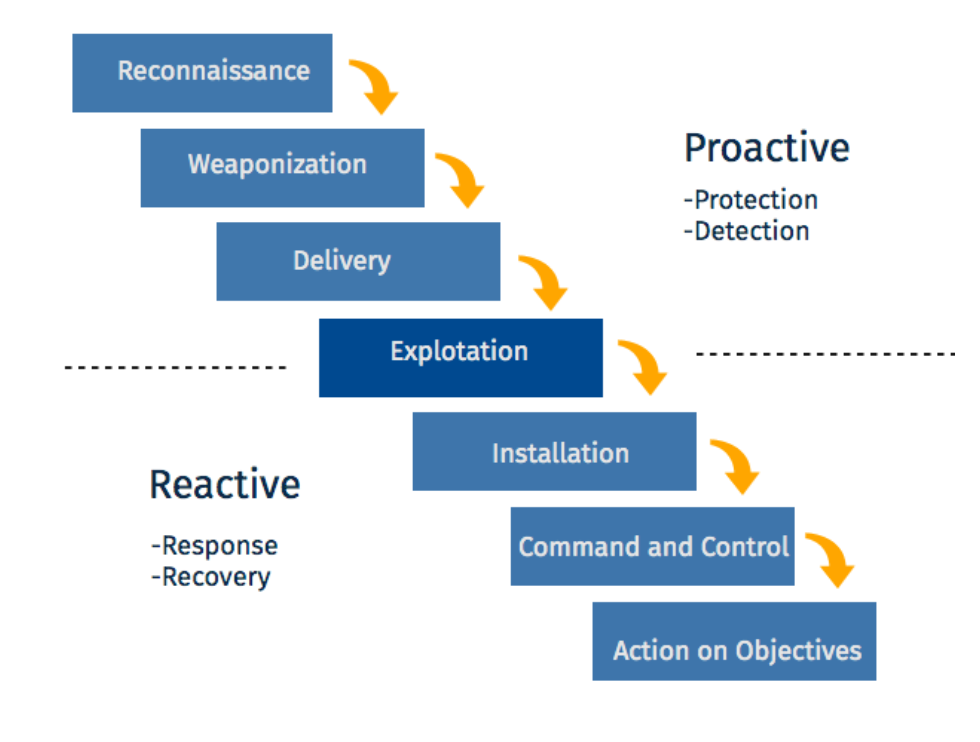 Reconnaissance
Weaponization
Proactive
-Protection
-Detection
Delivery
Explotation
Installation
Reactive
-Response
-Recovery
Command and Control
Action on Objectives